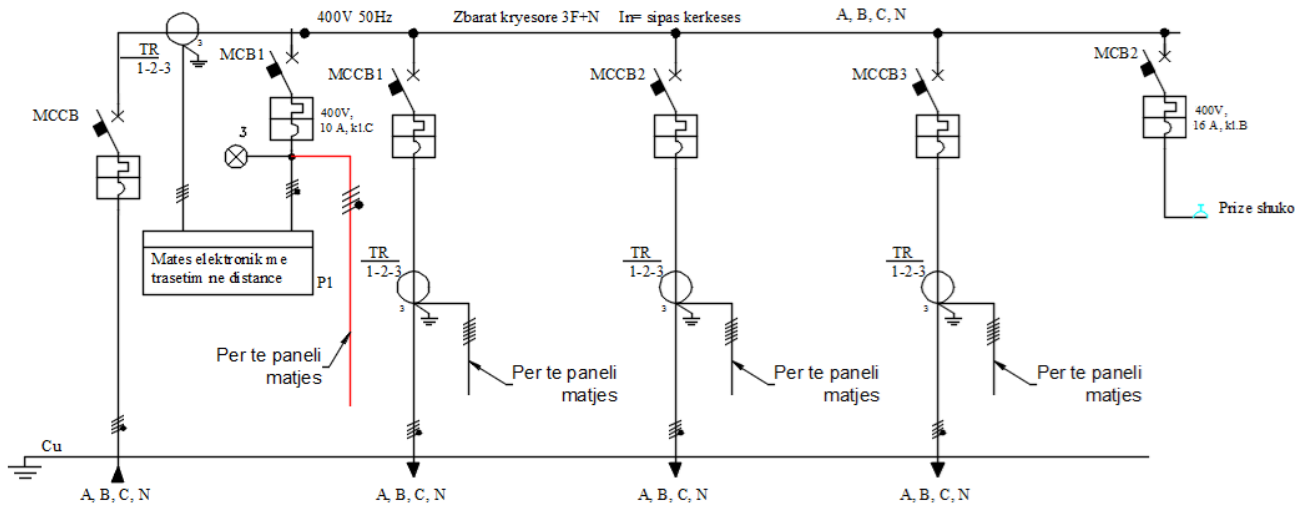 400V 50Hz
Zbarat kryesore 3F+N
In= sipas kerkeses
A, B, C, N
TR
1-2-3
3
MCB1
MCCB1
MCCB2
MCCB3
MCB2
MCCB
400V,
10 A, kl.C
400V,
16 A, kl.B
3
Prize shuko
Mates elektronik me
trasetim ne distance
P1
TR
1-2-3
3
TR
1-2-3
3
TR
1-2-3
3
Per te paneli
matjes
Per te paneli
matjes
Per te paneli
matjes
Per te paneli
matjes
Cu
A, B, C, N
A, B, C, N
A, B, C, N
A, B, C, N